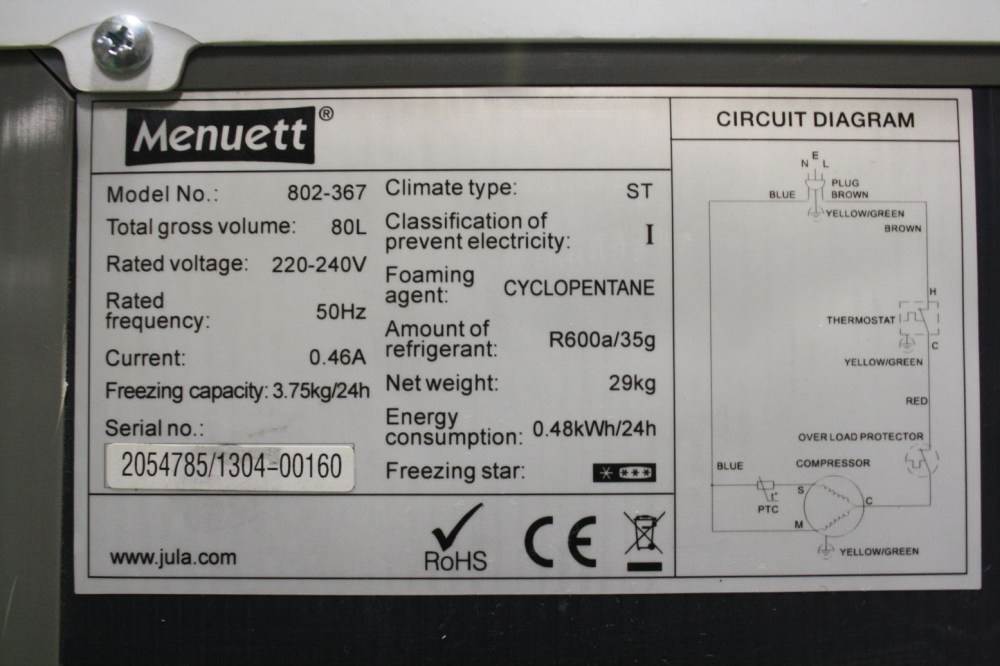 Menuett®
Model No.: 802-367
Total gross volume: 80L
Rated voltage: 220-240V
Rated
frequency: 50Hz
Current: 0.46A
Freezing capacity: 3.75kg/24h
Serial no.:
2054785/1304-00160
Climate type: ST
Classification of
prevent electricity: I
Foaming
agent: CYCLOPENTANE
Amount of
refrigerant: R600a/35g
Net weight: 29kg
Energy
consumption: 0.48kWh/24h
Freezing star:
www.jula.com
RoHS
CE
CIRCUIT DIAGRAM
E
N L
PLUG
BLUE BROWN
YELLOW/GREEN
BROWN
H
THERMOSTAT
C
YELLOW/GREEN
RED
OVER LOAD PROTECTOR
BLUE COMPRESSOR
S
C
t°
PTC
M
YELLOW/GREEN